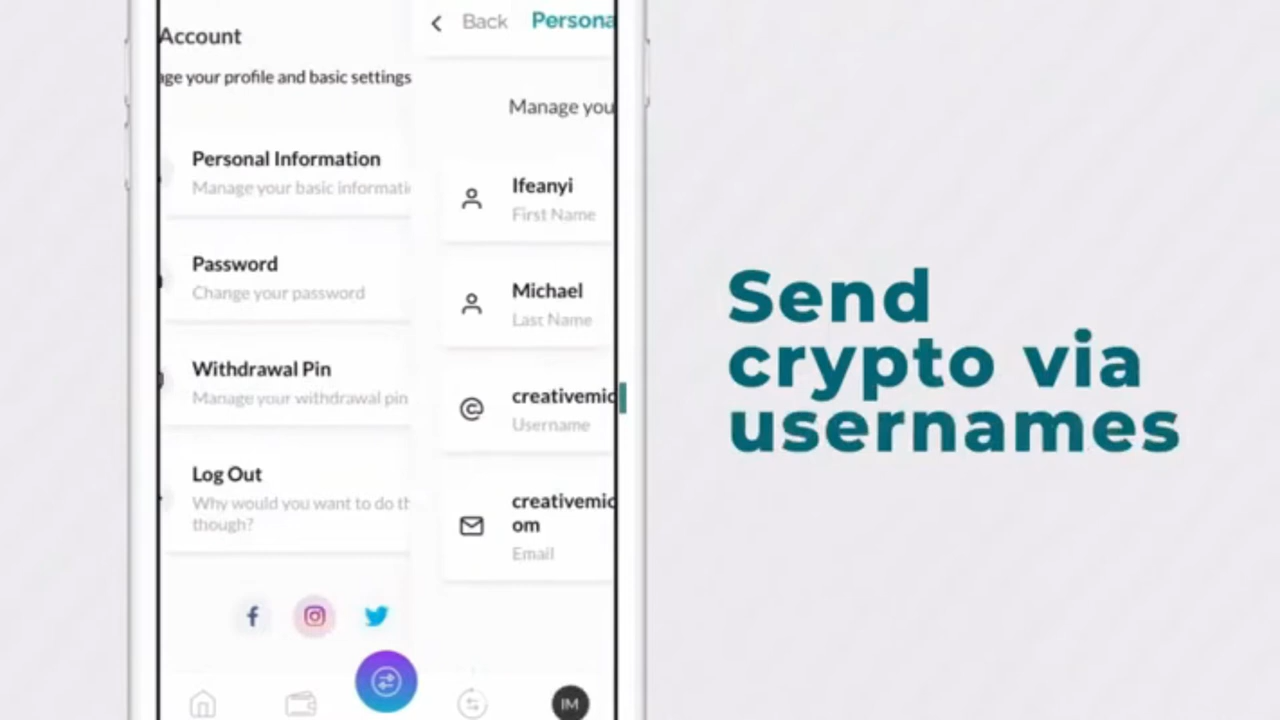 Account
age your profile and basic settings
Personal Information
Manage your basic informati
Password
Change your password
Withdrawal Pin
Manage your withdrawal pin
Log Out
Why would you want to do th
though?
Back Persona
Manage you
Ifeanyi
First Name
Michael
Last Name
creativemic
Username
creativemic
om
Email
IM
Send
crypto via
usernames